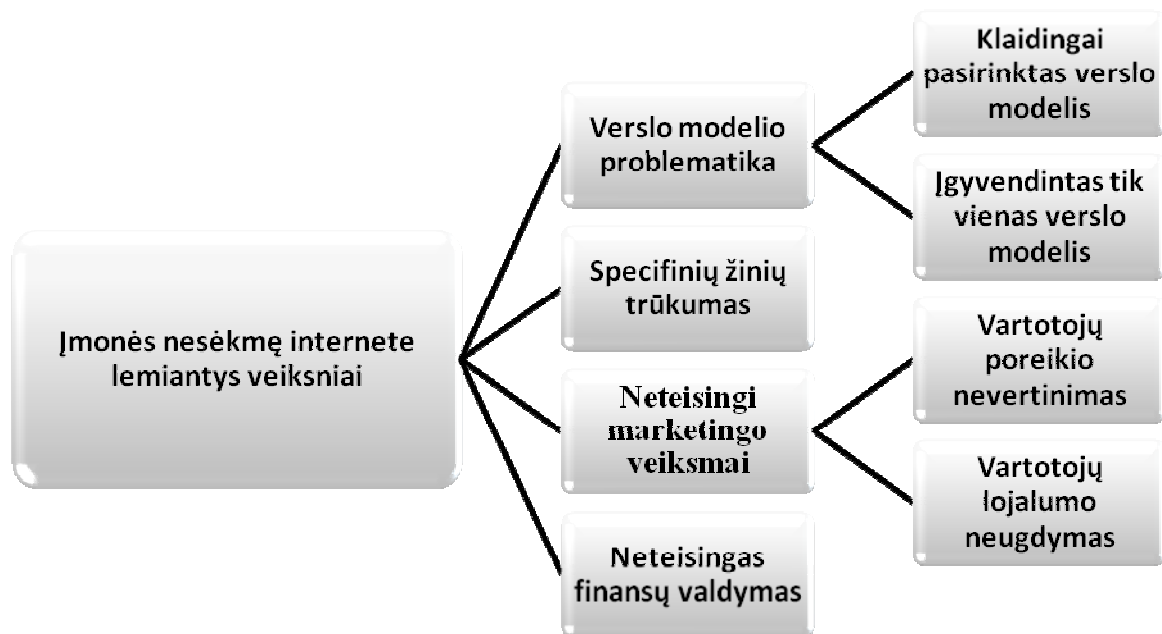 Įmonės nesėkmę internete
lemiantys veiksniai
Verslo modelio
problematika
Klaidingai
pasirinktas verslo
modelis
Įgyvendintas tik
vienas verslo
modelis
Specifinių žinių
trūkumas
Neteisingi
marketingo
veiksmai
Vartotojų
poreikio
nevertinimas
Vartotojų
lojalumo
neugdymas
Neteisingas
finansų valdymas